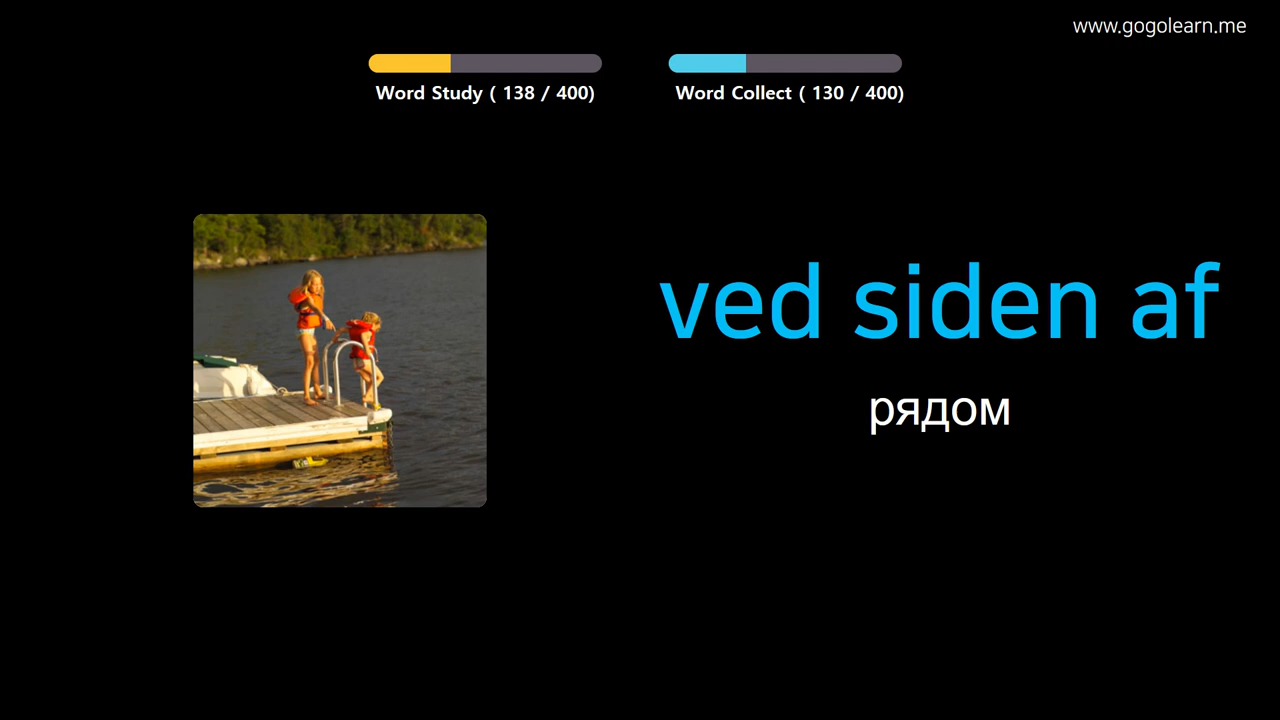 www.gogolearn.me
Word Study ( 138 / 400)
Word Collect ( 130 / 400)
ved siden af
рядом